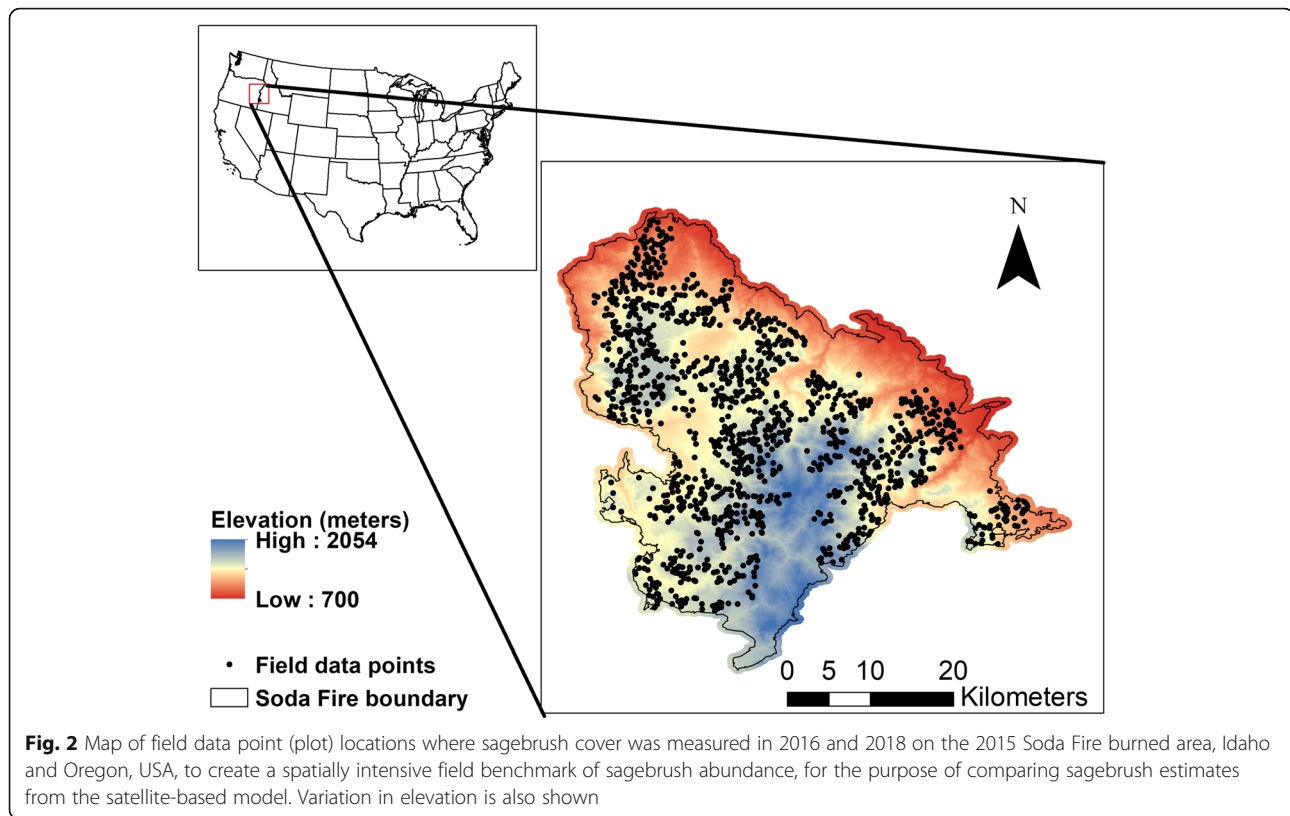 N
Elevation (meters)
High : 2054
Low : 700
Field data points
Soda Fire boundary
0 5 10 20
Kilometers
Fig. 2 Map of field data point (plot) locations where sagebrush cover was measured in 2016 and 2018 on the 2015 Soda Fire burned area, Idaho
and Oregon, USA, to create a spatially intensive field benchmark of sagebrush abundance, for the purpose of comparing sagebrush estimates
from the satellite-based model. Variation in elevation is also shown